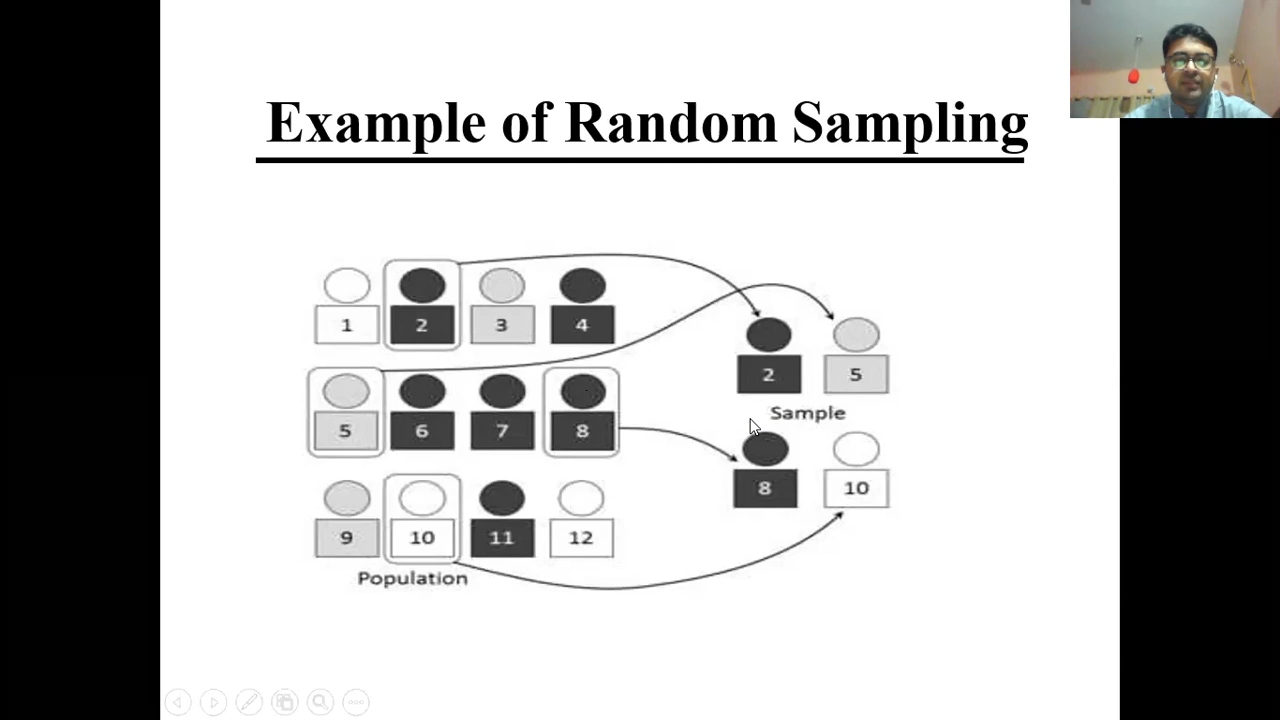 Example of Random Sampling
1 2 3 4
5 6 7 8
9 10 11 12
Population
2 5
Sample
8 10